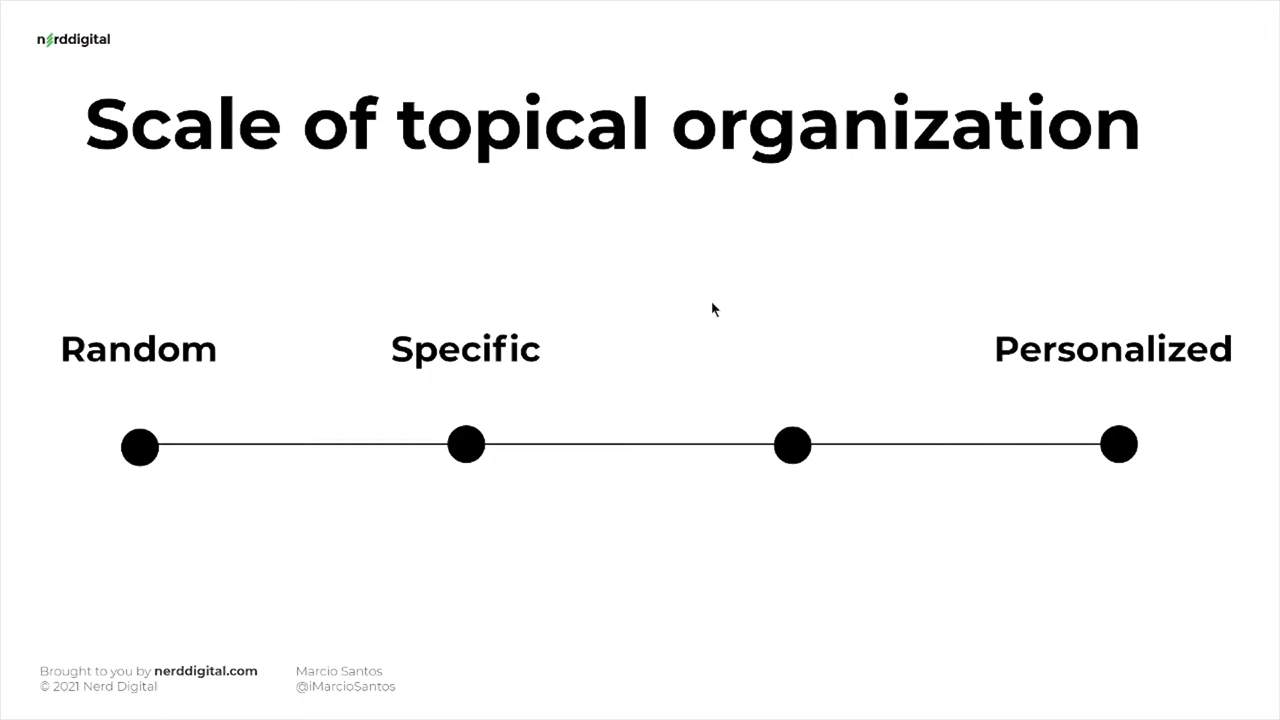 nerddigital
Scale of topical organization
Random
Specific
Personalized
Brought to you by nerddigital.com
© 2021 Nerd Digital
Marcio Santos
@iMarcioSantos